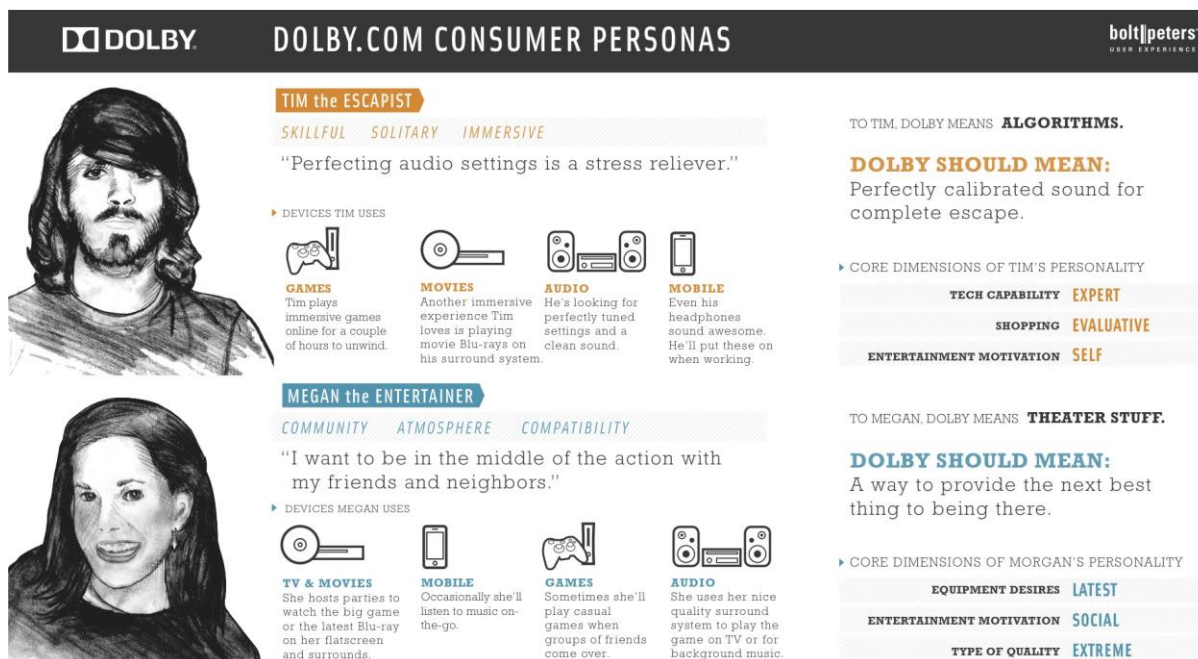 DOLBY.
DOLBY.COM CONSUMER PERSONAS
bolt|peters
USER EXPERIENCE
TIM the ESCAPIST
SKILLFUL SOLITARY IMMERSIVE
“Perfecting audio settings is a stress reliever.”
DEVICES TIM USES
GAMES
Tim plays
immersive games
online for a couple
of hours to unwind.
MOVIES
Another immersive
experience Tim
loves is playing
movie Blu-rays on
his surround system.
AUDIO
He's looking for
perfectly tuned
settings and a
clean sound.
MOBILE
Even his
headphones
sound awesome.
He'll put these on
when working.
TO TIM, DOLBY MEANS ALGORITHMS.
DOLBY SHOULD MEAN:
Perfectly calibrated sound for
complete escape.
CORE DIMENSIONS OF TIM'S PERSONALITY
TECH CAPABILITY EXPERT
SHOPPING EVALUATIVE
ENTERTAINMENT MOTIVATION SELF
MEGAN the ENTERTAINER
COMMUNITY ATMOSPHERE COMPATIBILITY
“I want to be in the middle of the action with
my friends and neighbors.”
DEVICES MEGAN USES
TV & MOVIES
She hosts parties to
watch the big game
or the latest Blu-ray
on her flatscreen
and surrounds.
MOBILE
Occasionally she'll
listen to music on-
the-go.
GAMES
Sometimes she'll
play casual
games when
groups of friends
come over.
AUDIO
She uses her nice
quality surround
system to play the
game on TV or for
background music.
TO MEGAN, DOLBY MEANS THEATER STUFF.
DOLBY SHOULD MEAN:
A way to provide the next best
thing to being there.
CORE DIMENSIONS OF MORGAN'S PERSONALITY
EQUIPMENT DESIRES LATEST
ENTERTAINMENT MOTIVATION SOCIAL
TYPE OF QUALITY EXTREME